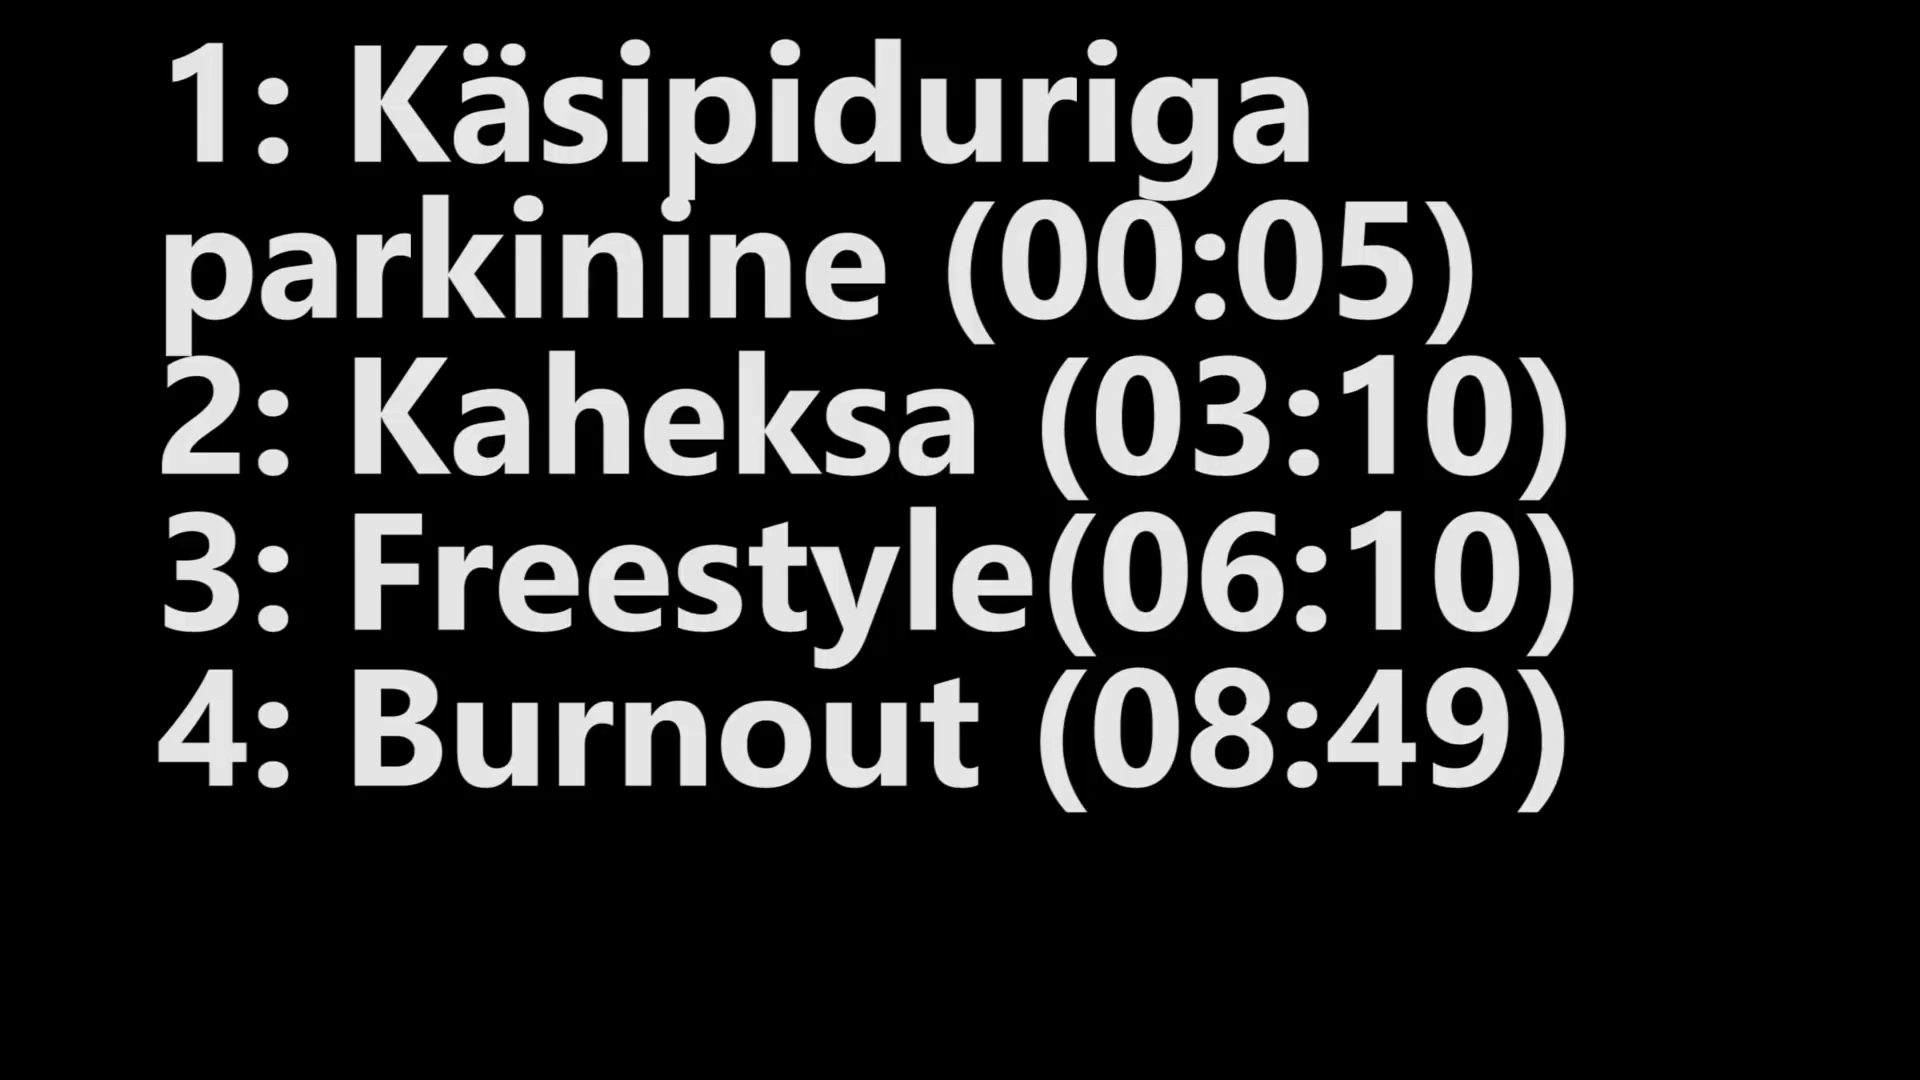 1: Käsipiduriga
parkinine (00:05)
2: Kaheksa (03:10)
3: Freestyle(06:10)
4: Burnout (08:49)